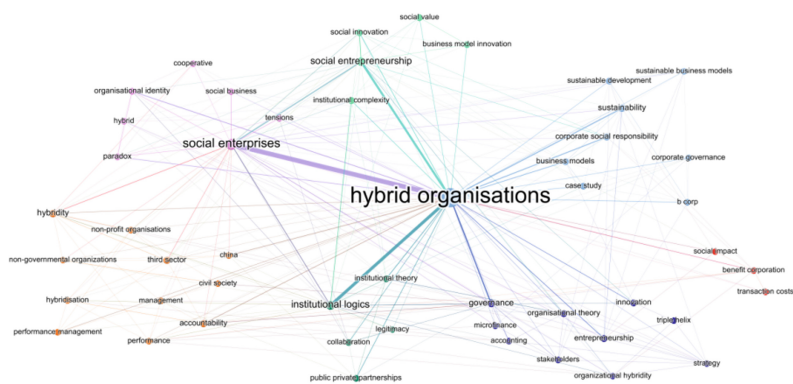 social value
social innovation
business model innovation
social entrepreneurship
cooperative
sustainable business models
sustainable development
organisational identity
social business
institutional complexity
sustainability
hybrid
tensions
corporate social responsibility
social enterprises
paradox
business models
corporate governance
case study
hybrid organisations
b corp
hybridity
non-profit organisations
social impact
non-governmental organizations
third sector
china
benefit corporation
institutional theory
civil society
transaction costs
hybridisation
management
institutional logics
governance
innovation
organisational theory
triple helix
performance management
accountability
microfinance
legitimacy
performance
collaboration
accounting
entrepreneurship
stakeholders
strategy
public private partnerships
organizational hybridity